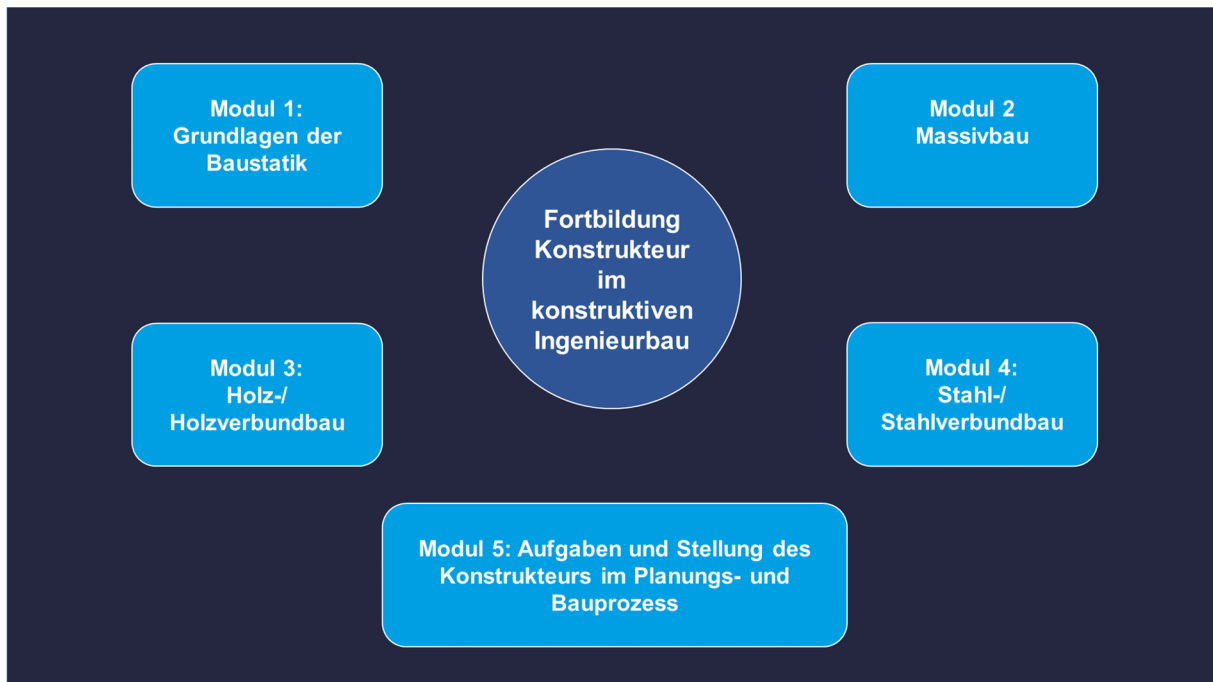 Modul 1:
Grundlagen der
Baustatik
Modul 2
Massivbau
Fortbildung
Konstrukteur
im
konstruktiven
Ingenieurbau
Modul 3:
Holz-/
Holzverbundbau
Modul 4:
Stahl-/
Stahlverbundbau
Modul 5: Aufgaben und Stellung des
Konstrukteurs im Planungs- und
Bauprozess